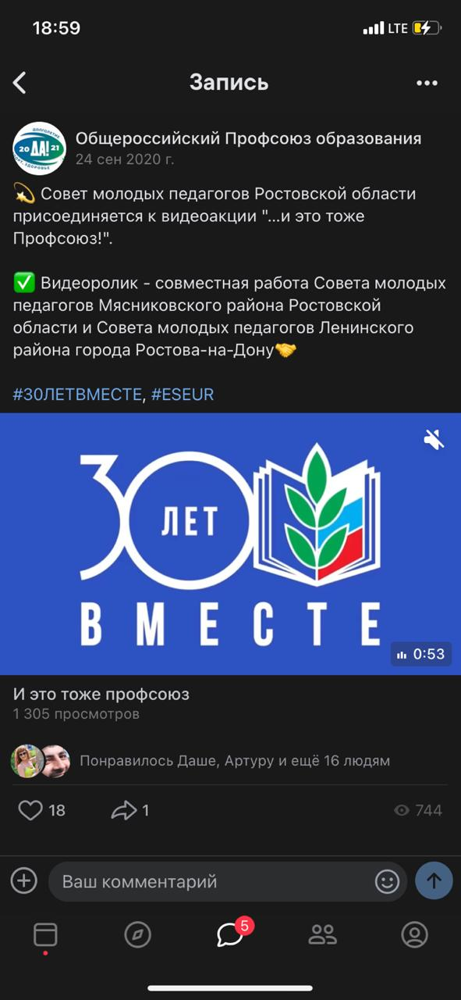 18:59
LTE
Запись
ДОЛГОЛЕТИЕ
20 ДА! 21
СПОРТ, ЗДОРОВЬЕ
Общероссийский Профсоюз образования
24 сен 2020 г.
💫 Совет молодых педагогов Ростовской области
присоединяется к видеоакции "...и это тоже
Профсоюз!".
✅ Видеоролик - совместная работа Совета молодых
педагогов Мясниковского района Ростовской
области и Совета молодых педагогов Ленинского
района города Ростова-на-Дону🤝
#30ЛЕТВМЕСТЕ, #ESEUR
30
ЛЕТ
ВМЕСТЕ
0:53
И это тоже профсоюз
1 305 просмотров
Понравилось Даше, Артуру и ещё 16 людям
18
1
744
Ваш комментарий
5